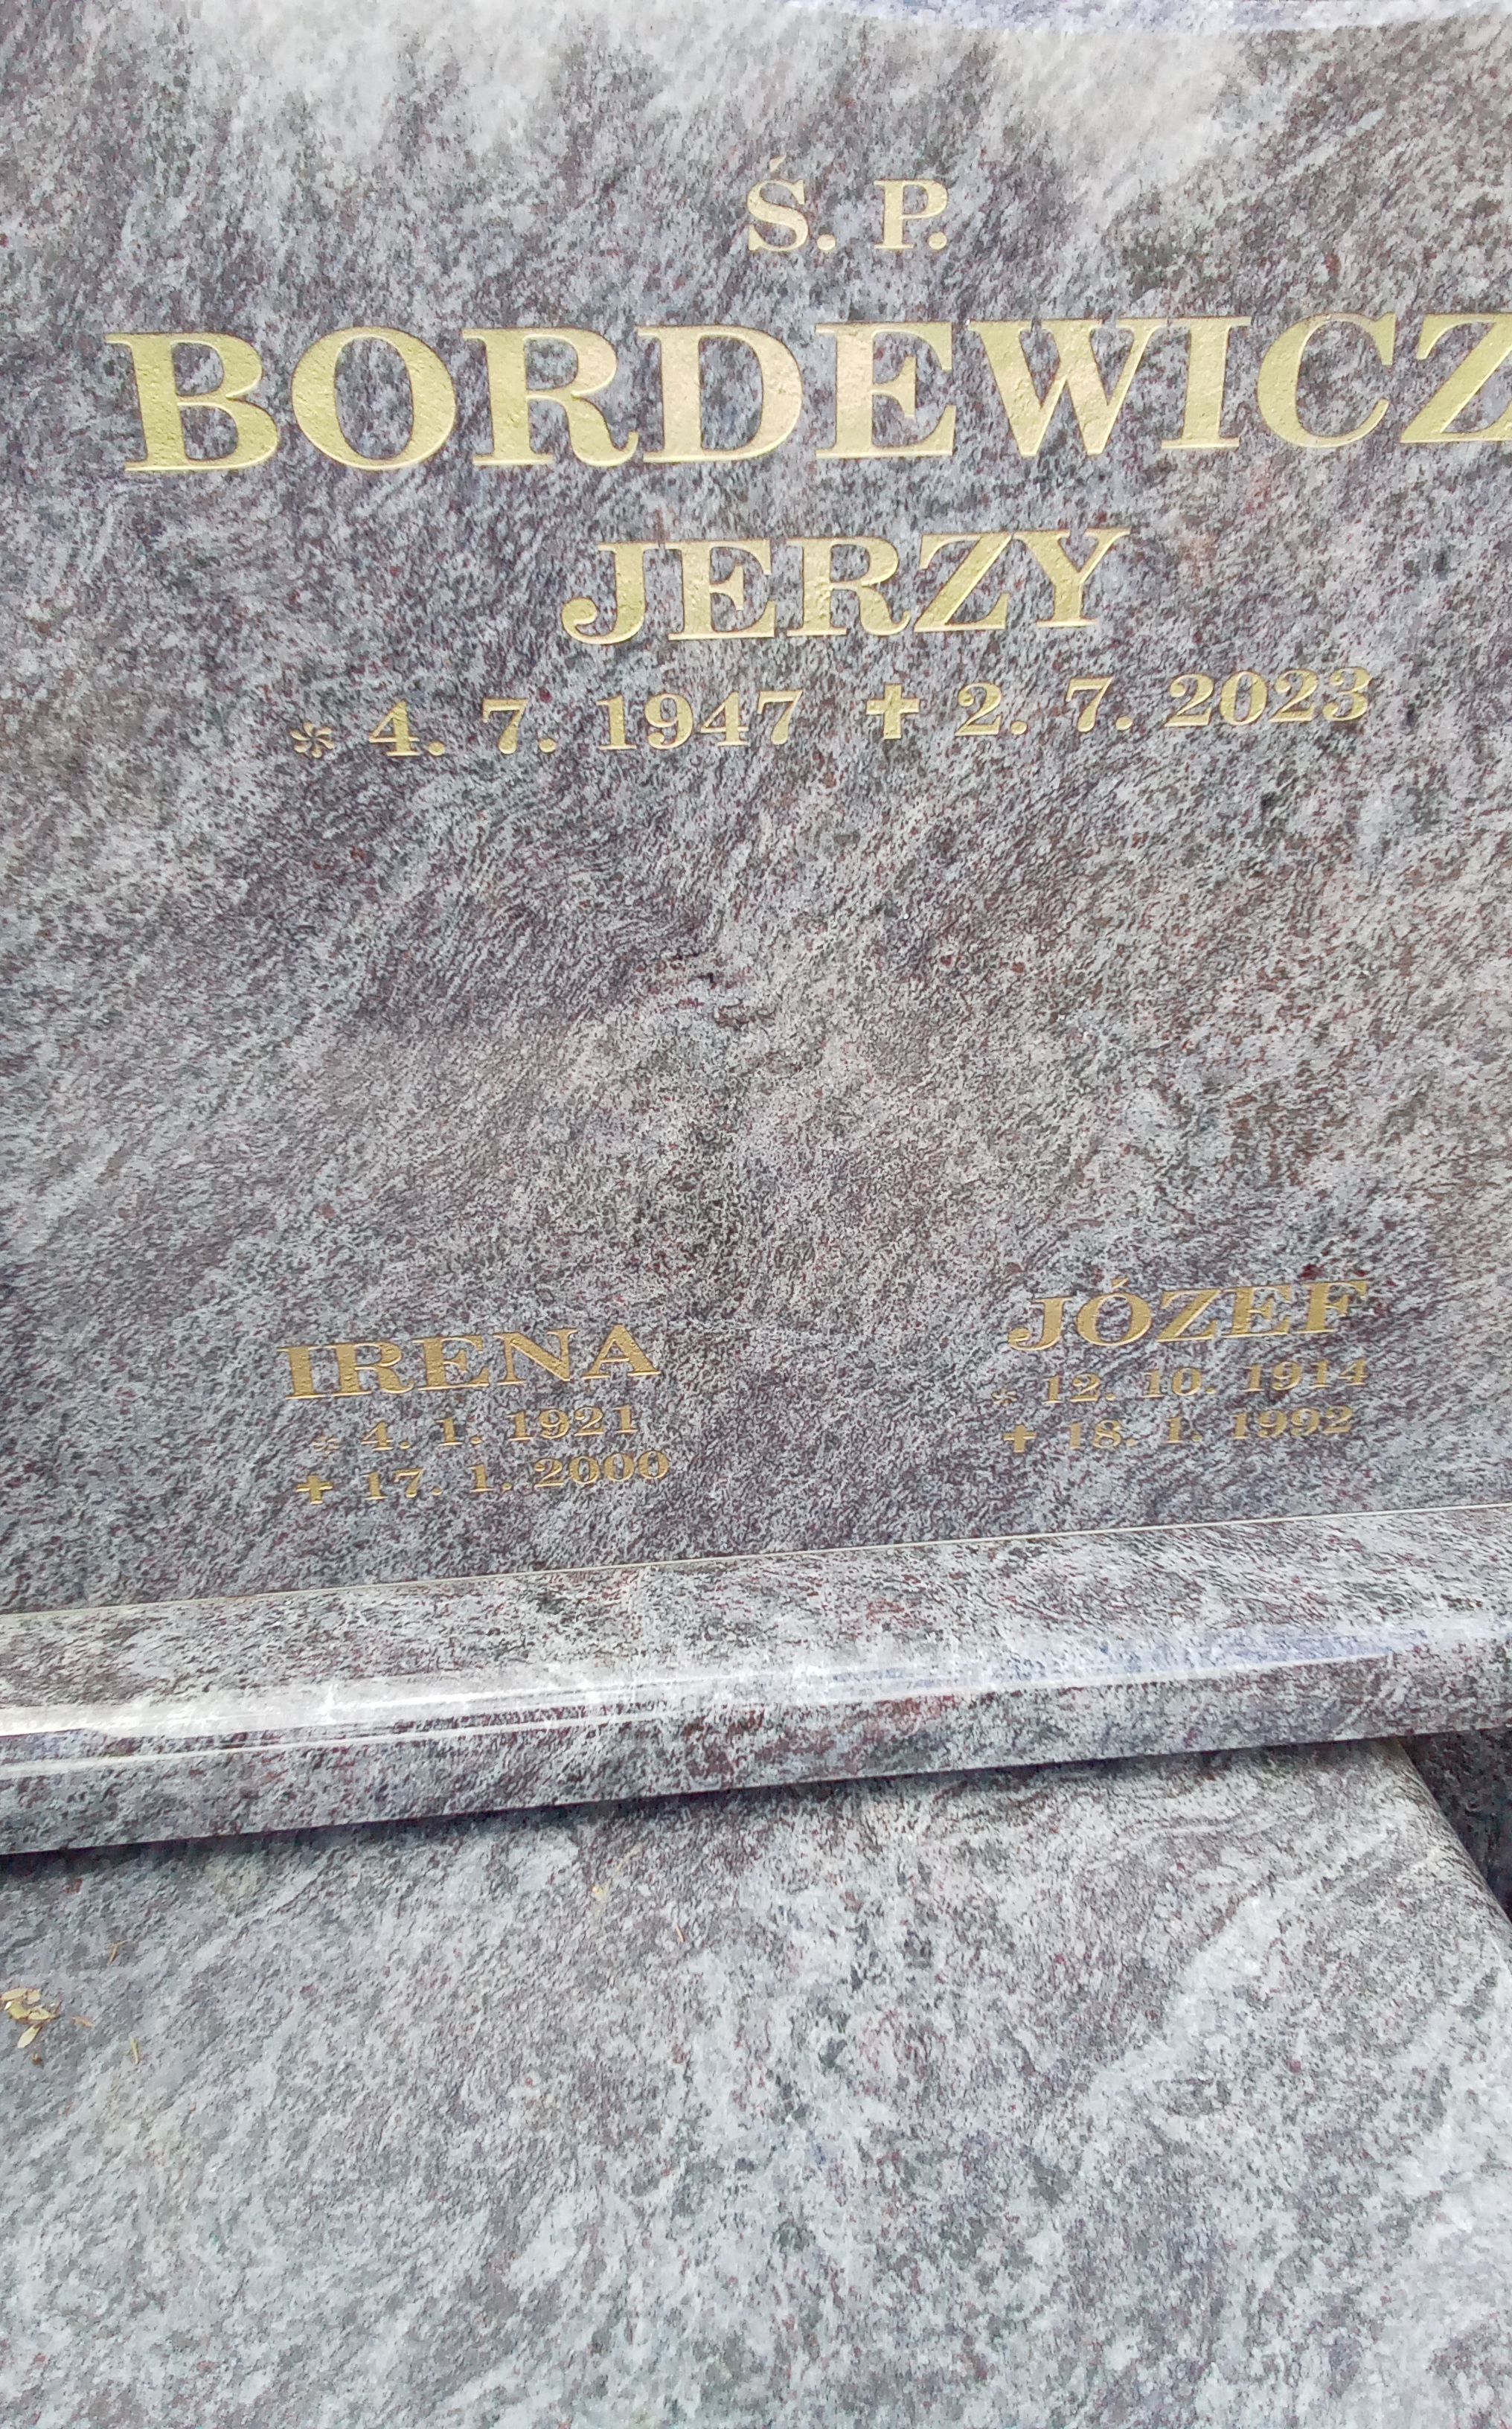 Ś. P.
BORDEWICZ
JERZY
* 4. 7. 1947 ✝ 2. 7. 2023
IRENA
* 4. 1. 1921
✝ 17. 1. 2000
JÓZEF
* 12. 10. 1914
✝ 18. 1. 1992